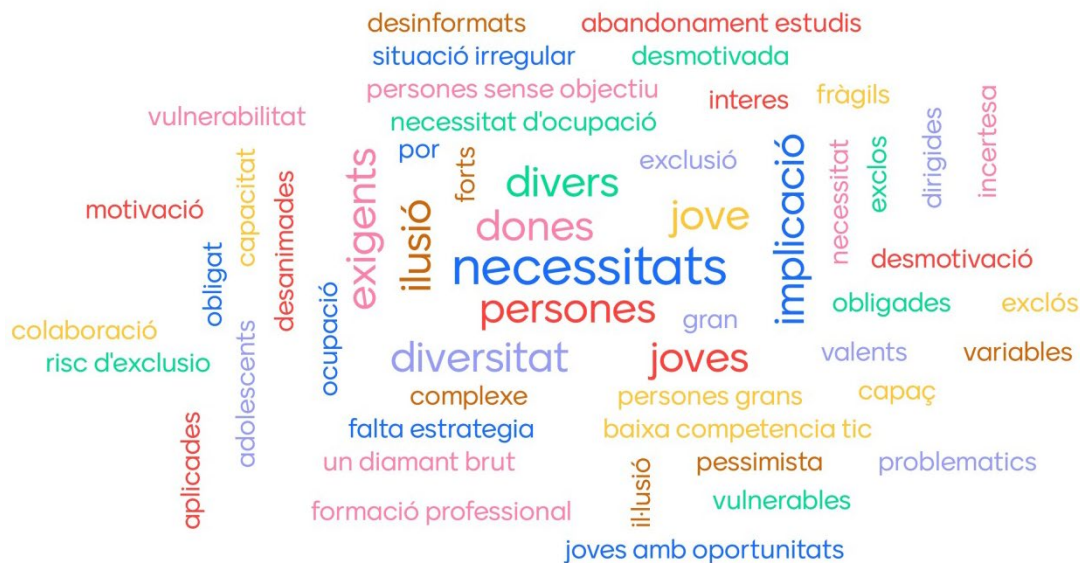 desinformats
abandonament estudis
situació irregular
desmotivada
persones sense objectiu
interes
fràgils
vulnerabilitat
necessitat d'ocupació
por
forts
exclusió
implicació
necessitat
exclos
dirigides
incertesa
motivació
capacitat
desanimades
exigents
ilusió
divers
dones
jove
obligat
necessitats
desmotivació
persones
gran
obligades
exclós
colaboració
risc d'exclusio
adolescents
ocupació
diversitat
joves
valents
variables
complexe
persones grans
capaç
aplicades
falta estrategia
baixa competencia tic
un diamant brut
il·lusió
pessimista
problematics
formació professional
vulnerables
joves amb oportunitats